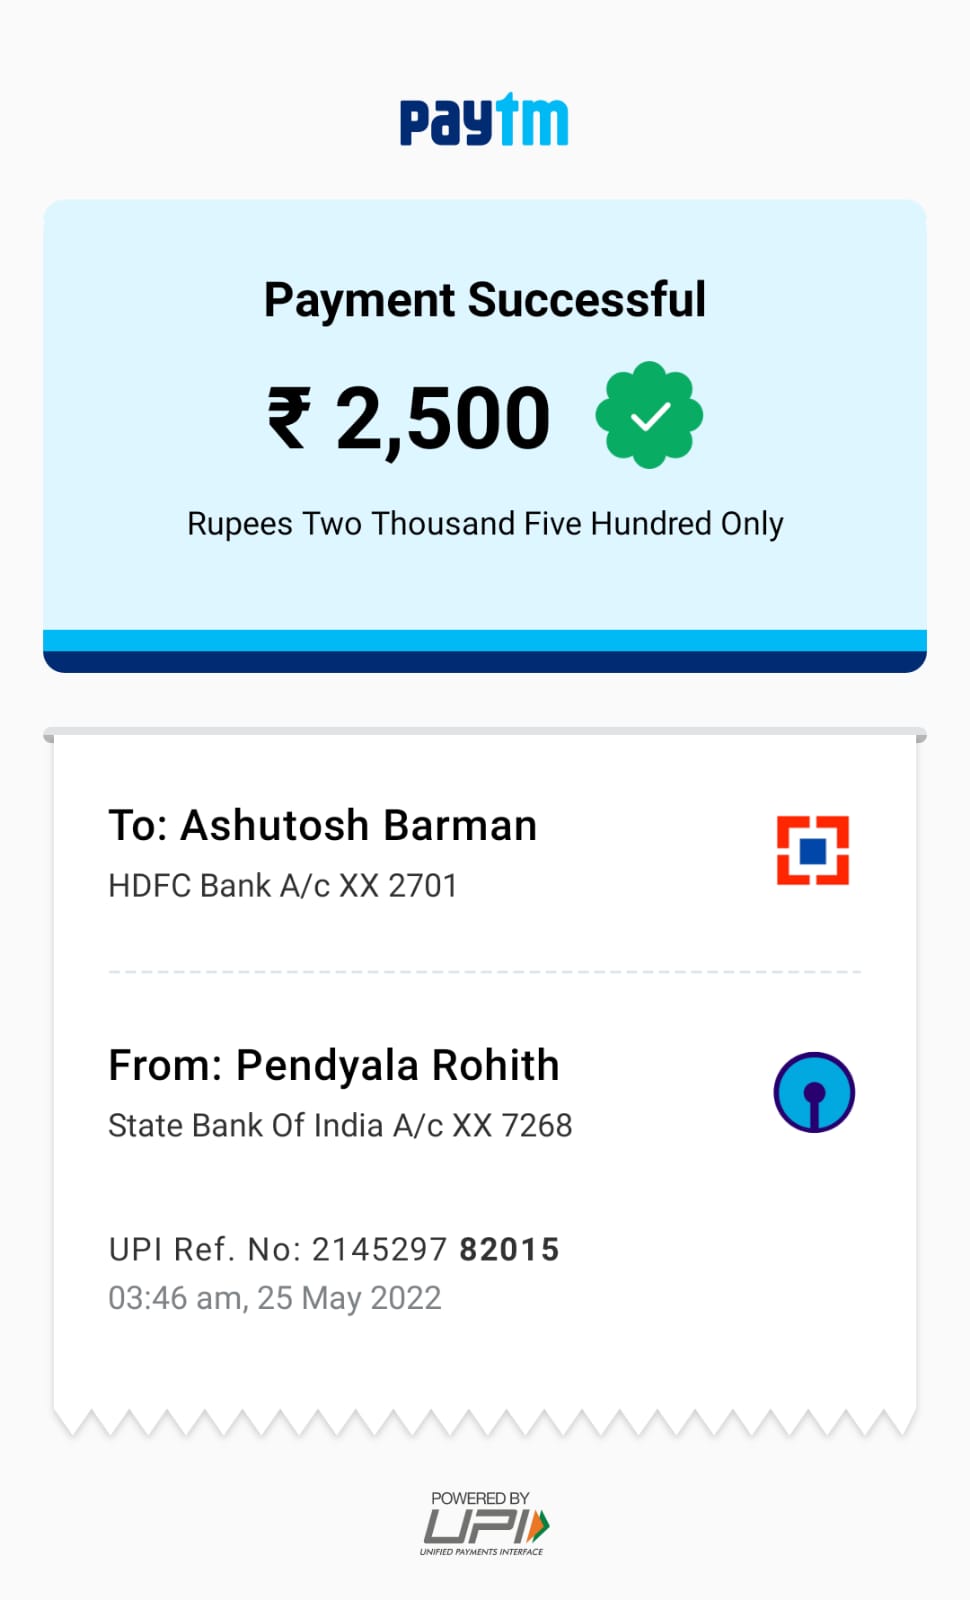 paytm
Payment Successful
₹ 2,500
Rupees Two Thousand Five Hundred Only
To: Ashutosh Barman
HDFC Bank A/c XX 2701
From: Pendyala Rohith
State Bank Of India A/c XX 7268
UPI Ref. No: 2145297 82015
03:46 am, 25 May 2022
POWERED BY
UPI
UNIFIED PAYMENTS INTERFACE